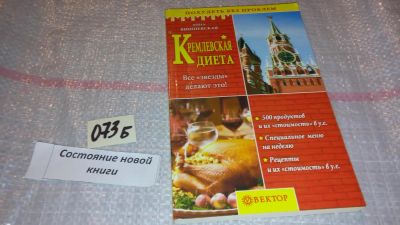 ПОХУДЕТЬ БЕЗ ПРОБЛЕМ
ВИШНЕВСКАЯ
КРЕМЛЕВСКАЯ
ДИЕТА
Все «звезды»
делают это!
500 продуктов
и их «стоимость» в у.е.
Специальное меню
на неделю
Рецепты
и их «стоимость» в у.е.
ВЕКТОР
073Б
Состояние новой
книги